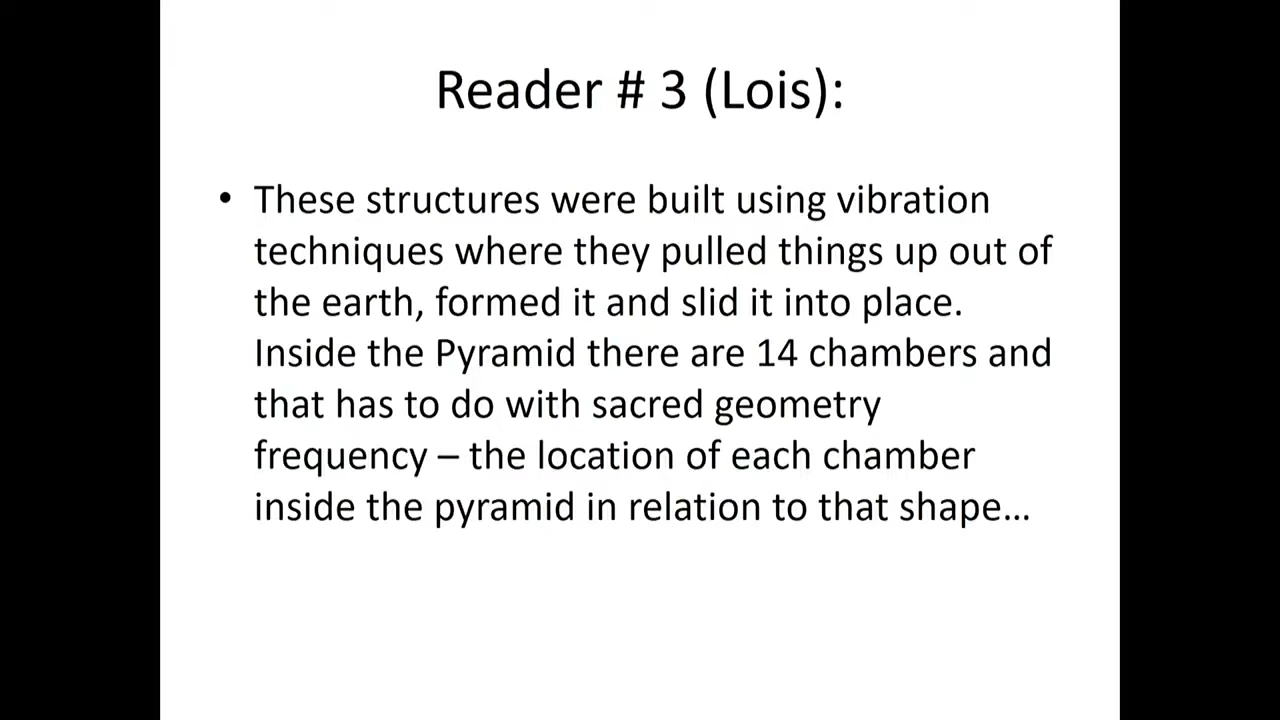 Reader # 3 (Lois):
• These structures were built using vibration
techniques where they pulled things up out of
the earth, formed it and slid it into place.
Inside the Pyramid there are 14 chambers and
that has to do with sacred geometry
frequency – the location of each chamber
inside the pyramid in relation to that shape…